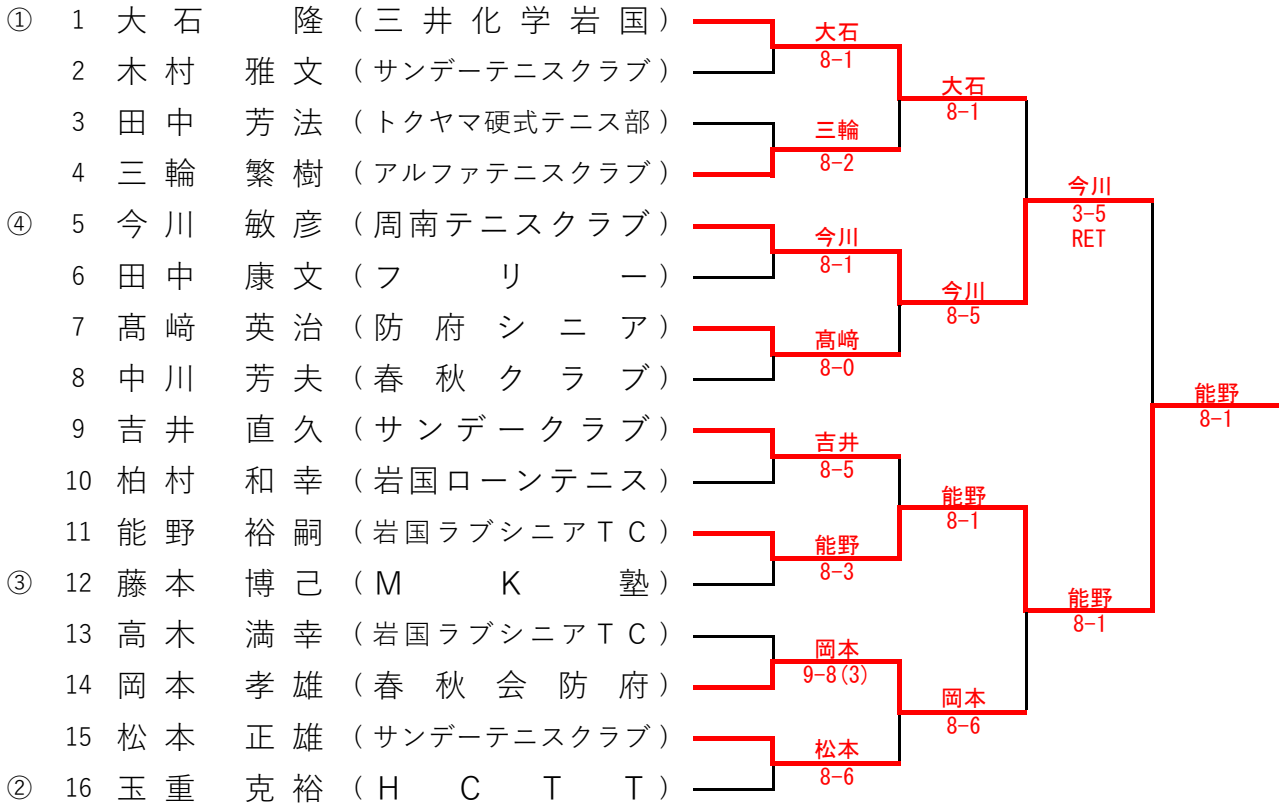 ① 1 大石 隆 (三井化学岩国)
2 木村 雅文 (サンデーテニスクラブ)
3 田中 芳法 (トクヤマ硬式テニス部)
4 三輪 繁樹 (アルファテニスクラブ)
④ 5 今川 敏彦 (周南テニスクラブ)
6 田中 康文 (フリー)
7 髙﨑 英治 (防府シニア)
8 中川 芳夫 (春秋クラブ)
9 吉井 直久 (サンデークラブ)
10 柏村 和幸 (岩国ローンテニス)
11 能野 裕嗣 (岩国ラブシニアTC)
③ 12 藤本 博己 (MK塾)
13 高木 満幸 (岩国ラブシニアTC)
14 岡本 孝雄 (春秋会防府)
15 松本 正雄 (サンデーテニスクラブ)
② 16 玉重 克裕 (HCTT)
大石
8-1
三輪
8-2
今川
8-1
髙﨑
8-0
吉井
8-5
能野
8-3
岡本
9-8(3)
松本
8-6
大石
8-1
今川
8-5
能野
8-1
岡本
8-6
今川
3-5
RET
能野
8-1
能野
8-1